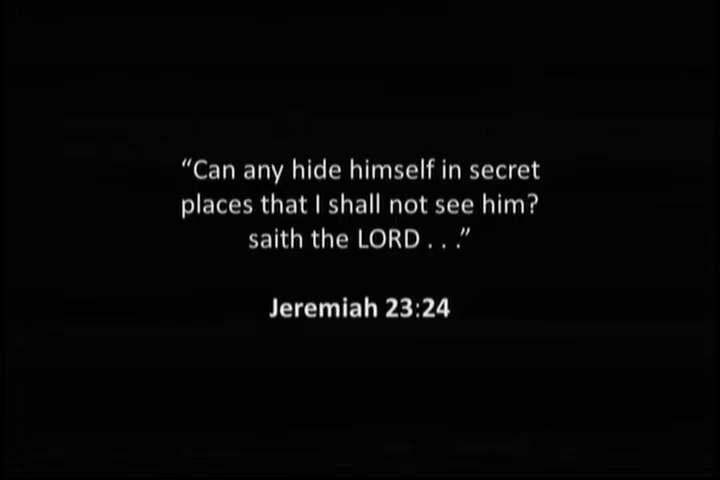 “Can any hide himself in secret
places that I shall not see him?
saith the LORD . . .”
Jeremiah 23:24